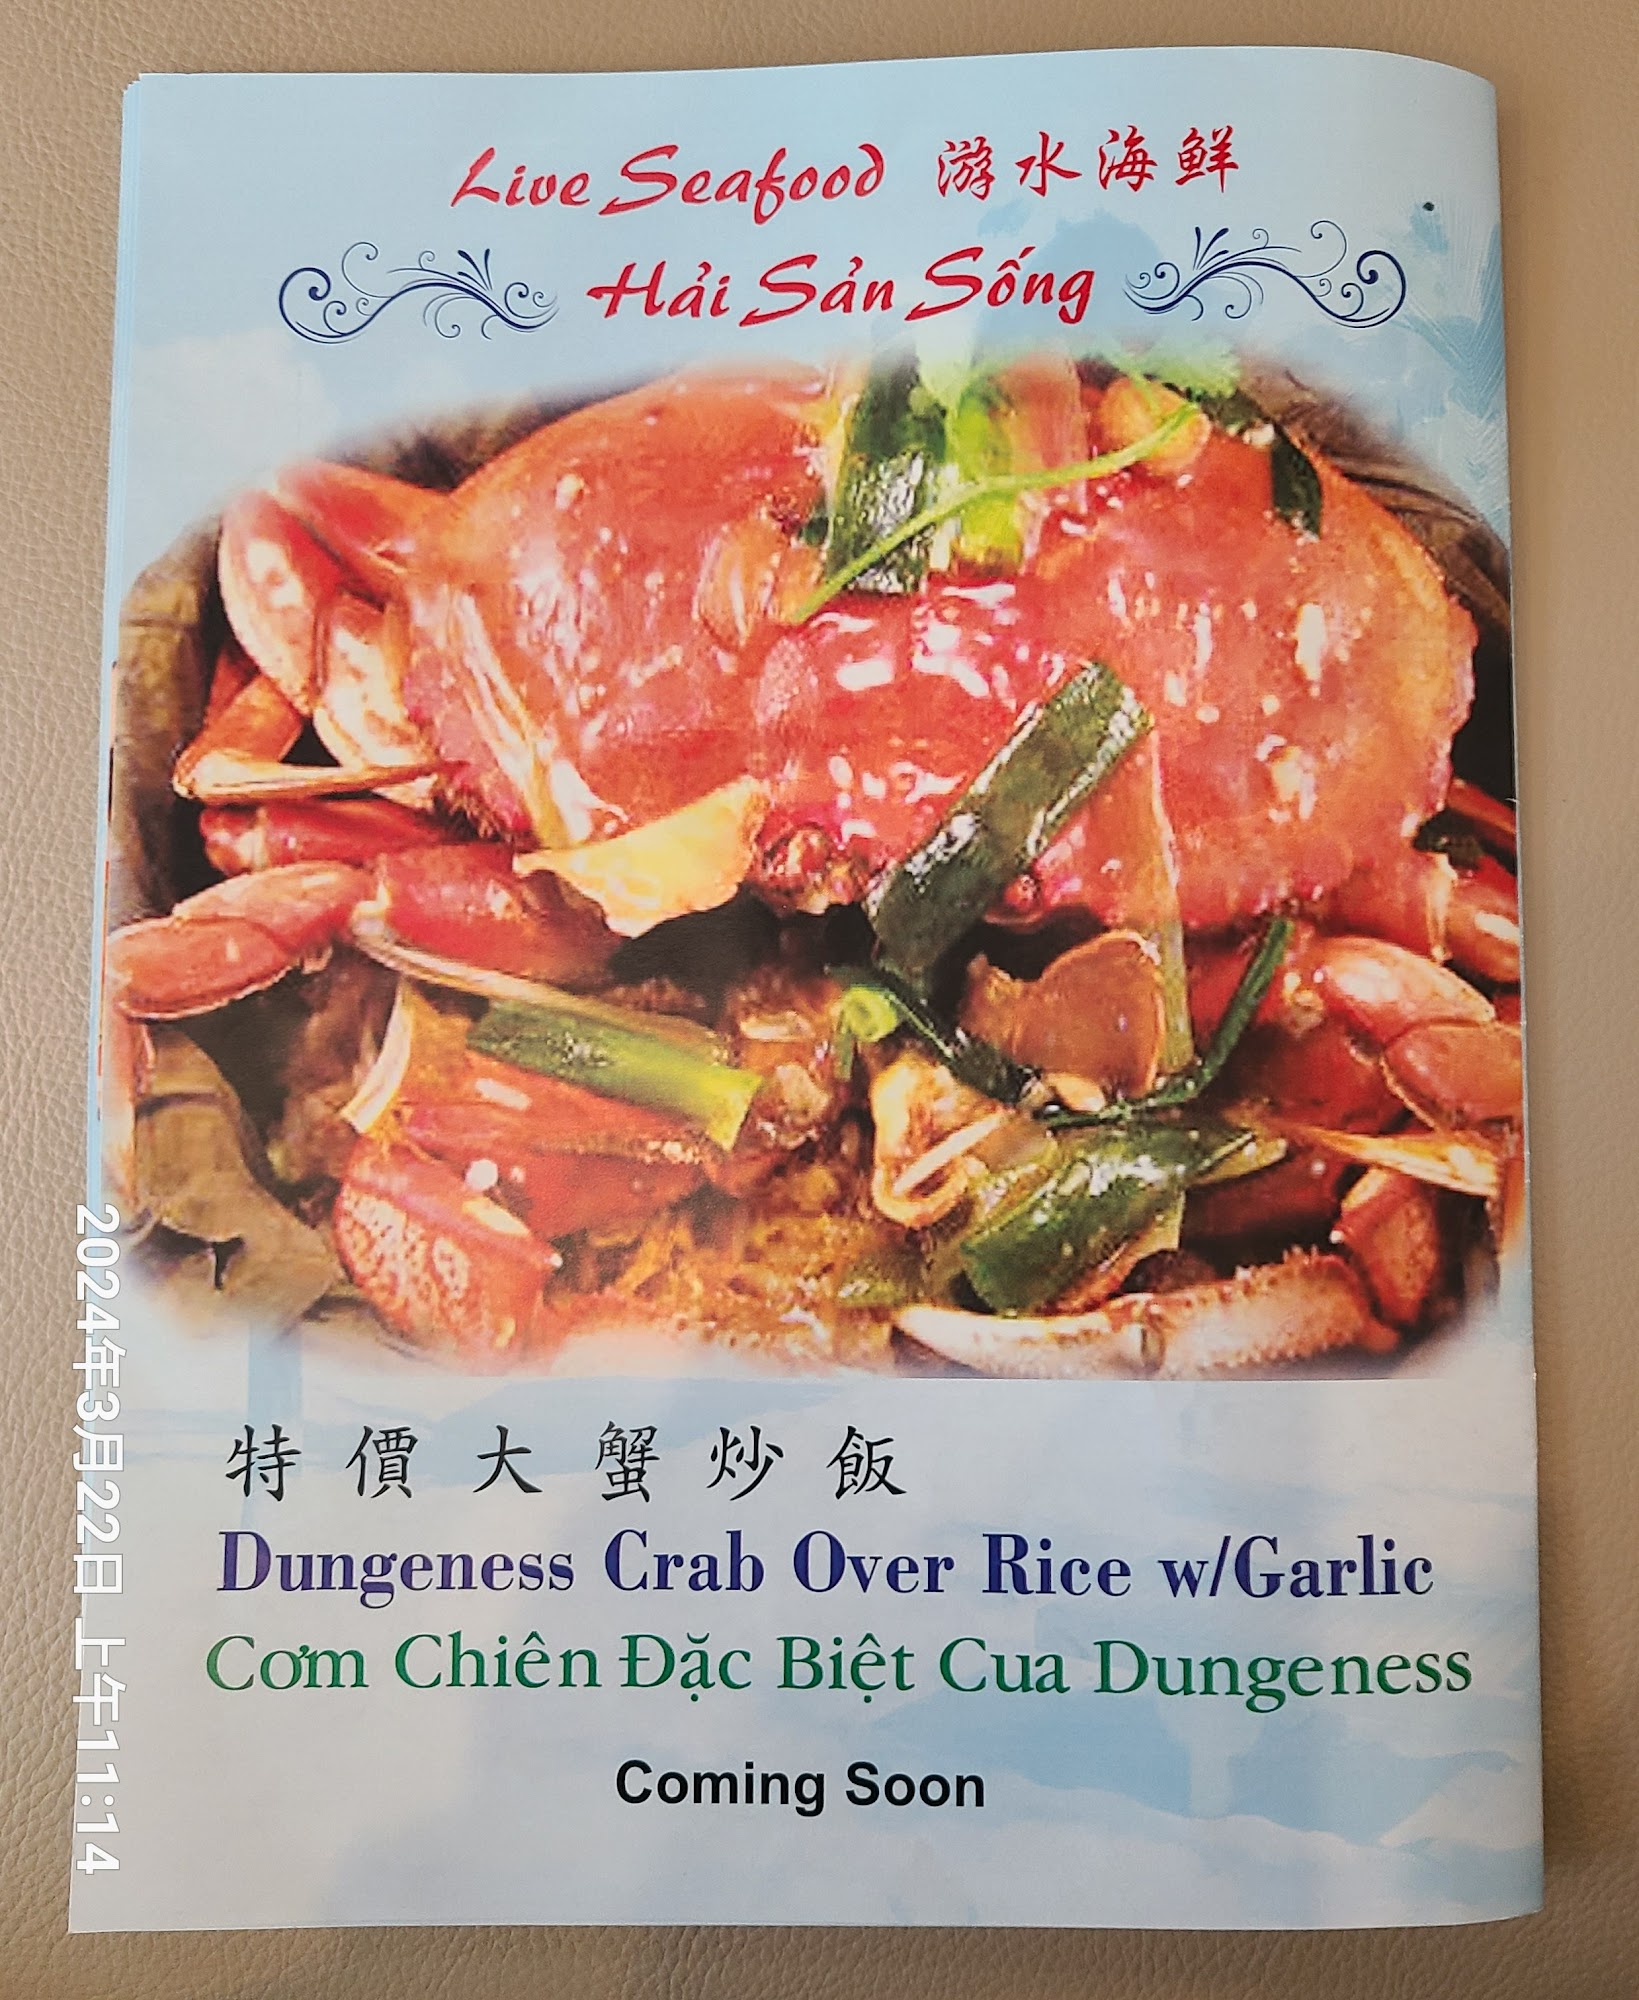 Live Seafood 游水海鮮
Hải Sản Sống
特價大蟹炒飯
Dungeness Crab Over Rice w/Garlic
Cơm Chiên Đặc Biệt Cua Dungeness
Coming Soon
2024年3月22日 上午11:14